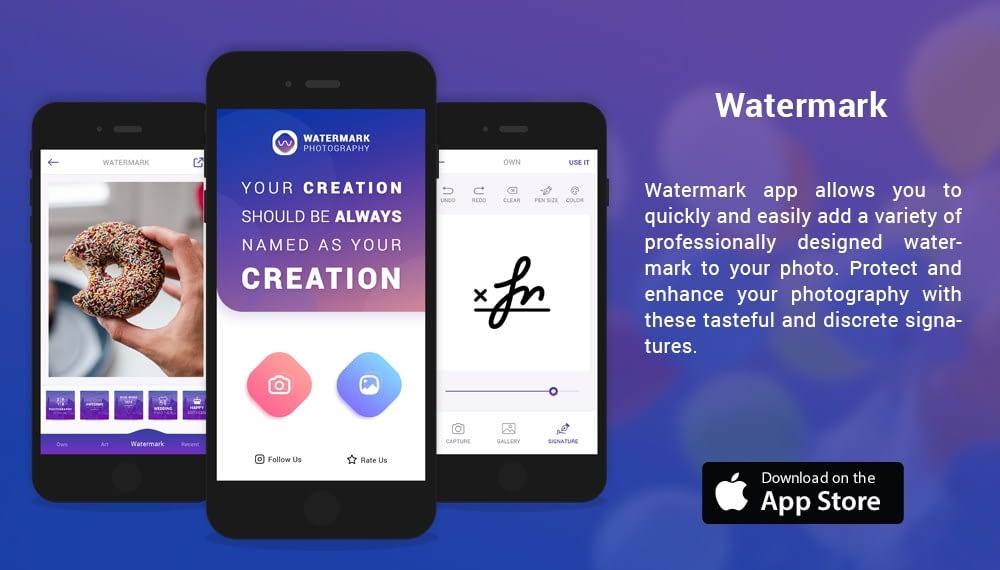 WATERMARK
Own
Art
Watermark
Recent
WATERMARK
PHOTOGRAPHY
YOUR CREATION
SHOULD BE ALWAYS
NAMED AS YOUR
CREATION
Follow Us
Rate Us
OWN
USE IT
UNDO
REDO
CLEAR
PEN SIZE
COLOR
CAPTURE
GALLERY
SIGNATURE
Watermark
Watermark app allows you to
quickly and easily add a variety of
professionally designed water-
mark to your photo. Protect and
enhance your photography with
these tasteful and discrete signa-
tures.
Download on the
App Store